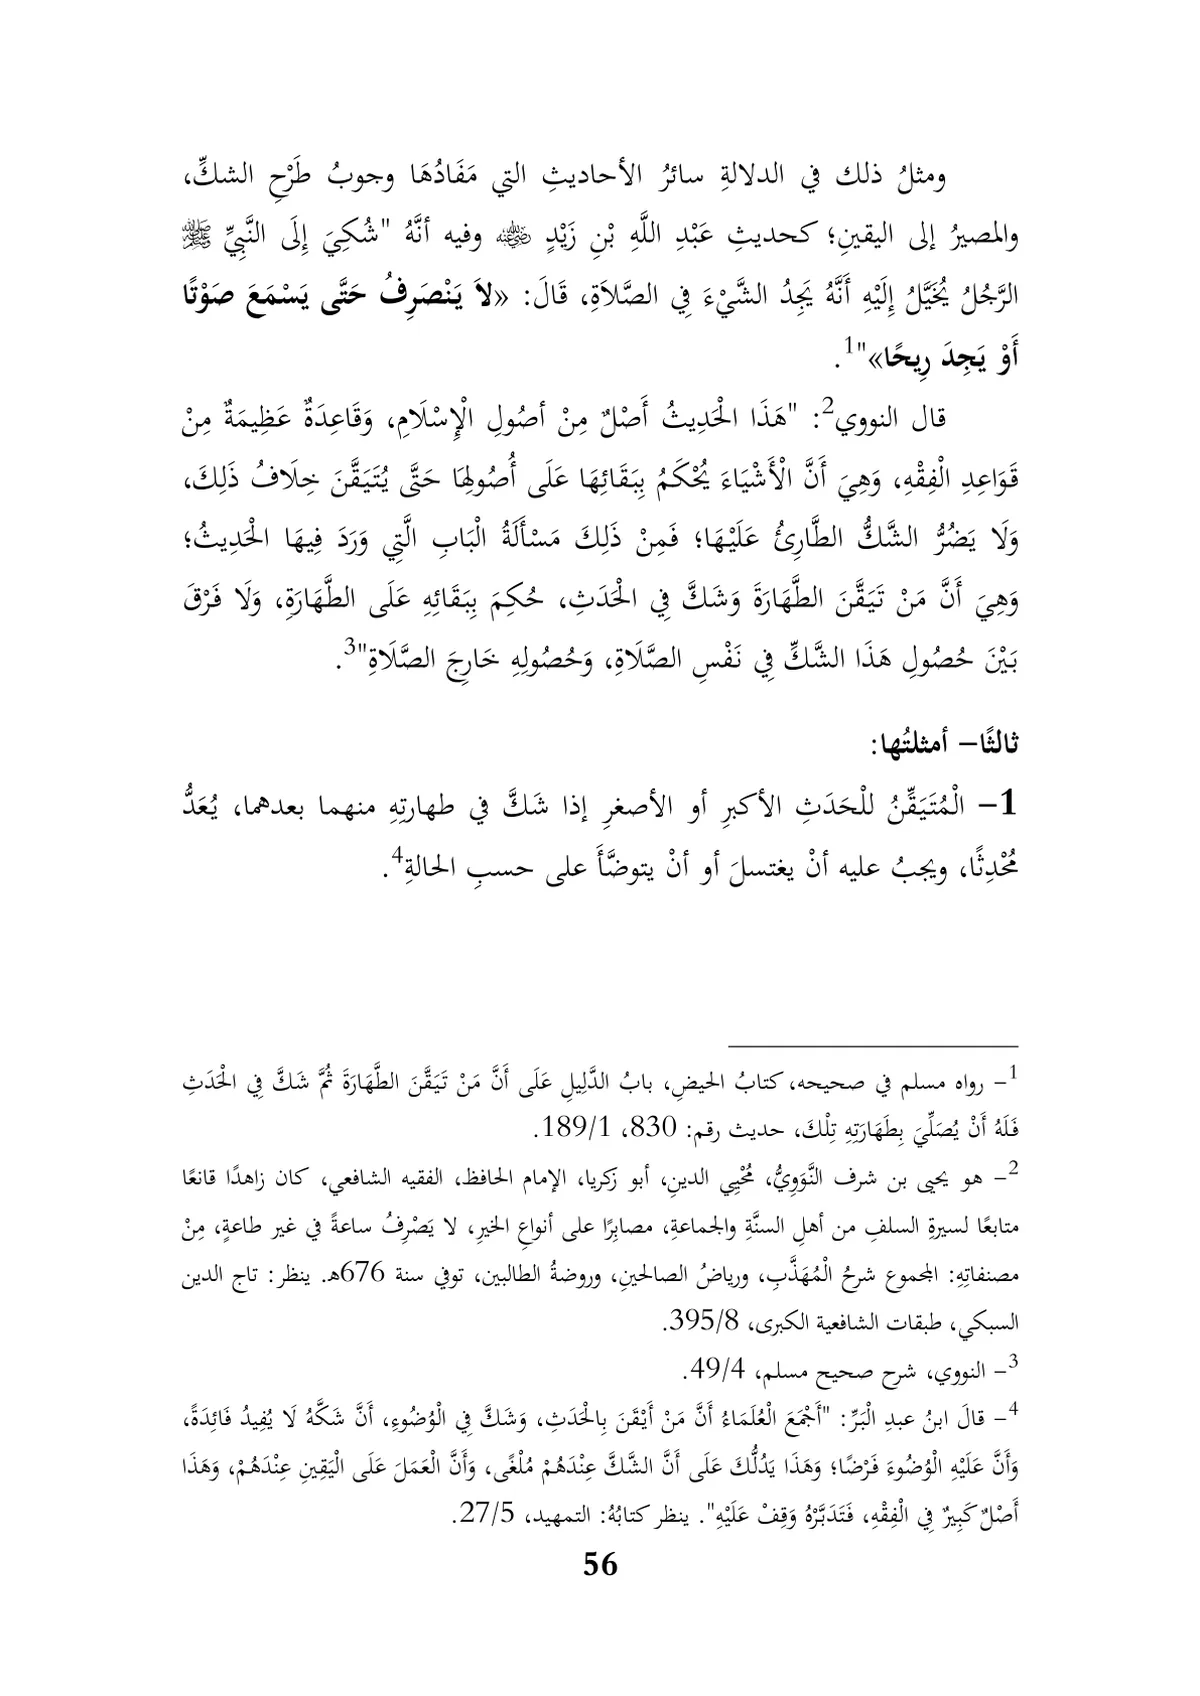 ومثلُ ذلك في الدلالةِ سائرُ الأحاديثِ التي مَفَادُهَا وجوبُ طَرْحِ الشكِّ،
والمصيرُ إلى اليقينِ؛ كحديثِ عَبْدِ اللَّهِ بْنِ زَيْدٍ ﵁ وفيه أنَّهُ "شُكِيَ إِلَى النَّبِيِّ ﷺ
الرَّجُلُ يُخَيَّلُ إِلَيْهِ أَنَّهُ يَجِدُ الشَّيْءَ فِي الصَّلاَةِ، قَالَ: «لاَ يَنْصَرِفُ حَتَّى يَسْمَعَ صَوْتًا
أَوْ يَجِدَ رِيحًا»"1.
قال النووي2: "هَذَا الْحَدِيثُ أَصْلٌ مِنْ أصُولِ الْإِسْلَامِ، وَقَاعِدَةٌ عَظِيمَةٌ مِنْ
قَوَاعِدِ الْفِقْهِ، وَهِيَ أَنَّ الْأَشْيَاءَ يُحْكَمُ بِبَقَائِهَا عَلَى أُصُولِهَا حَتَّى يُتَيَقَّنَ خِلَافُ ذَلِكَ،
وَلَا يَضُرُّ الشَّكُّ الطَّارِئُ عَلَيْهَا؛ فَمِنْ ذَلِكَ مَسْأَلَةُ الْبَابِ الَّتِي وَرَدَ فِيهَا الْحَدِيثُ؛
وَهِيَ أَنَّ مَنْ تَيَقَّنَ الطَّهَارَةَ وَشَكَّ فِي الْحَدَثِ، حُكِمَ بِبَقَائِهِ عَلَى الطَّهَارَةِ، وَلَا فَرْقَ
بَيْنَ حُصُولِ هَذَا الشَّكِّ فِي نَفْسِ الصَّلَاةِ، وَحُصُولِهِ خَارِجَ الصَّلَاةِ"3.
ثالثًا– أمثلتُها:
1– الْمُتَيَقِّنُ للْحَدَثِ الأكبرِ أو الأصغرِ إذا شَكَّ في طهارتِهِ منهما بعدهما، يُعَدُّ
مُحْدِثًا، ويجبُ عليه أنْ يغتسلَ أو أنْ يتوضَّأَ على حسبِ الحالةِ4.
1– رواه مسلم في صحيحه، كتابُ الحيضِ، بابُ الدَّلِيلِ عَلَى أَنَّ مَنْ تَيَقَّنَ الطَّهَارَةَ ثُمَّ شَكَّ فِي الْحَدَثِ
فَلَهُ أَنْ يُصَلِّيَ بِطَهَارَتِهِ تِلْكَ، حديث رقم: 830، 189/1.
2– هو يحيى بن شرف النَّوَوِيُّ، مُحْيِي الدينِ، أبو زكريا، الإمام الحافظ، الفقيه الشافعي، كان زاهدًا قانعًا
متابعًا لسيرةِ السلفِ من أهلِ السنَّةِ والجماعةِ، مصابِرًا على أنواعِ الخيرِ، لا يَصْرِفُ ساعةً في غير طاعةٍ، مِنْ
مصنفاتِهِ: المجموع شرحُ الْمُهَذَّبِ، ورياضُ الصالحينِ، وروضةُ الطالبين، توفي سنة 676هـ. ينظر: تاج الدين
السبكي، طبقات الشافعية الكبرى، 395/8.
3– النووي، شرح صحيح مسلم، 49/4.
4– قالَ ابنُ عبدِ الْبَرِّ: "أَجْمَعَ الْعُلَمَاءُ أَنَّ مَنْ أَيْقَنَ بِالْحَدَثِ، وَشَكَّ فِي الْوُضُوءِ، أَنَّ شَكَّهُ لَا يُفِيدُ فَائِدَةً،
وَأَنَّ عَلَيْهِ الْوُضُوءَ فَرْضًا؛ وَهَذَا يَدُلُّكَ عَلَى أَنَّ الشَّكَّ عِنْدَهُمْ مُلْغًى، وَأَنَّ الْعَمَلَ عَلَى الْيَقِينِ عِنْدَهُمْ، وَهَذَا
أَصْلٌ كَبِيرٌ فِي الْفِقْهِ، فَتَدَبَّرْهُ وَقِفْ عَلَيْهِ". ينظر كتابُهُ: التمهيد، 27/5.
56